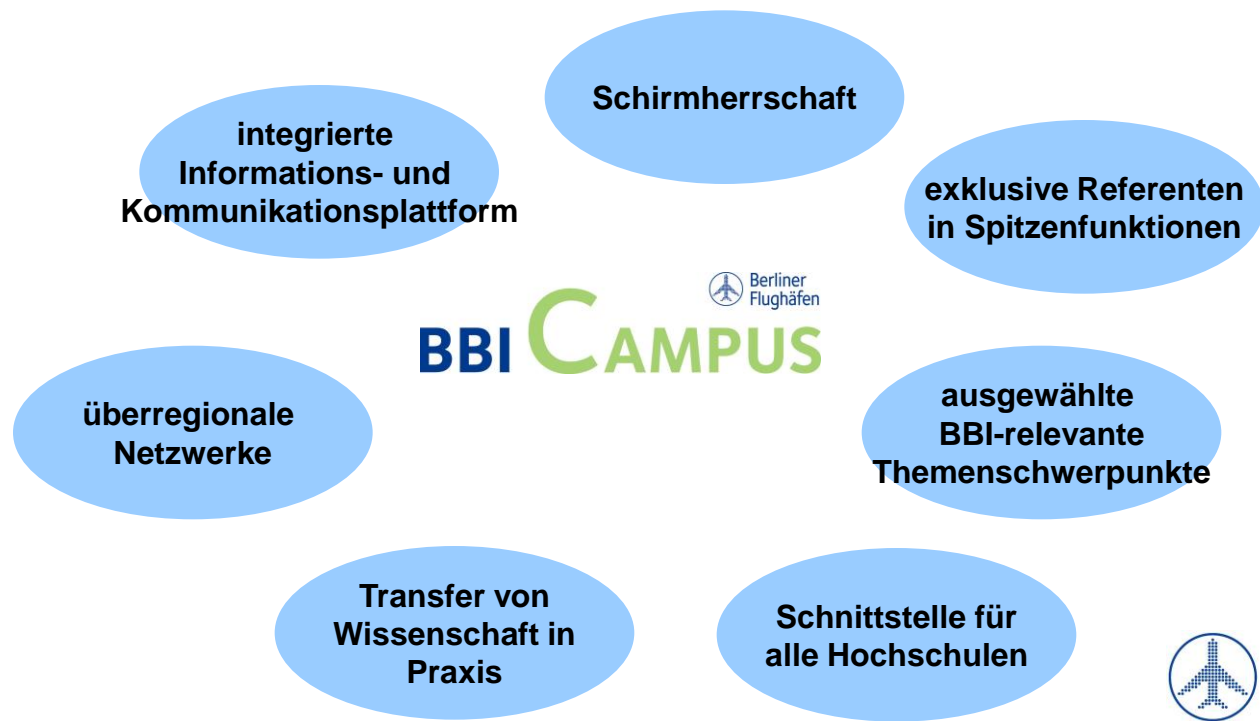 Schirmherrschaft
integrierte
Informations- und
Kommunikationsplattform
exklusive Referenten
in Spitzenfunktionen
Berliner
Flughäfen
BBI CAMPUS
überregionale
Netzwerke
ausgewählte
BBI-relevante
Themenschwerpunkte
Transfer von
Wissenschaft in
Praxis
Schnittstelle für
alle Hochschulen